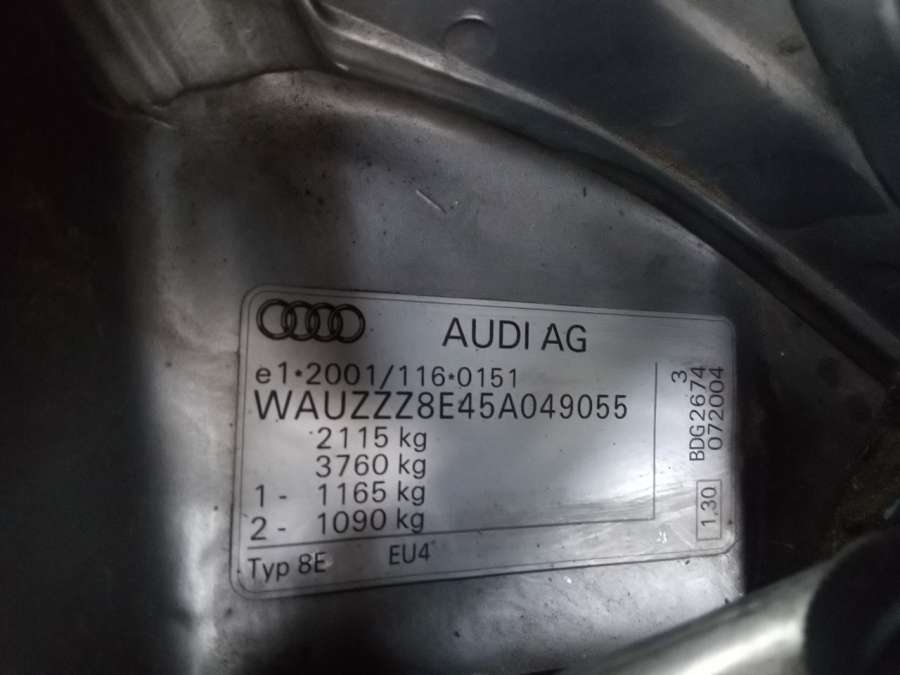 AUDI AG
e1*2001/116*0151
WAUZZZ8E45A049055
2115 kg
3760 kg
1 - 1165 kg
2 - 1090 kg
Typ 8E EU4
3
BDG2674
072004
1,30